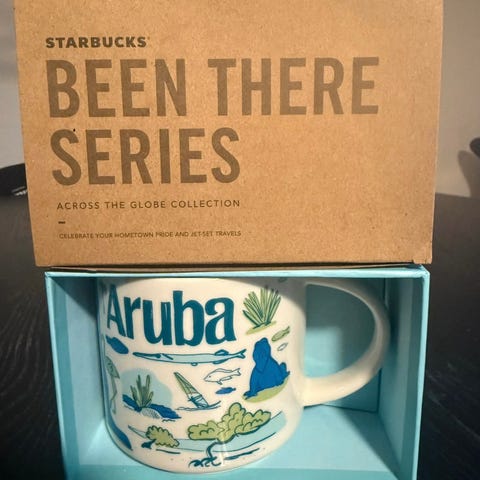 STARBUCKS
BEEN THERE
SERIES
ACROSS THE GLOBE COLLECTION
CELEBRATE YOUR HOMETOWN PRIDE AND JET-SET TRAVELS
Aruba